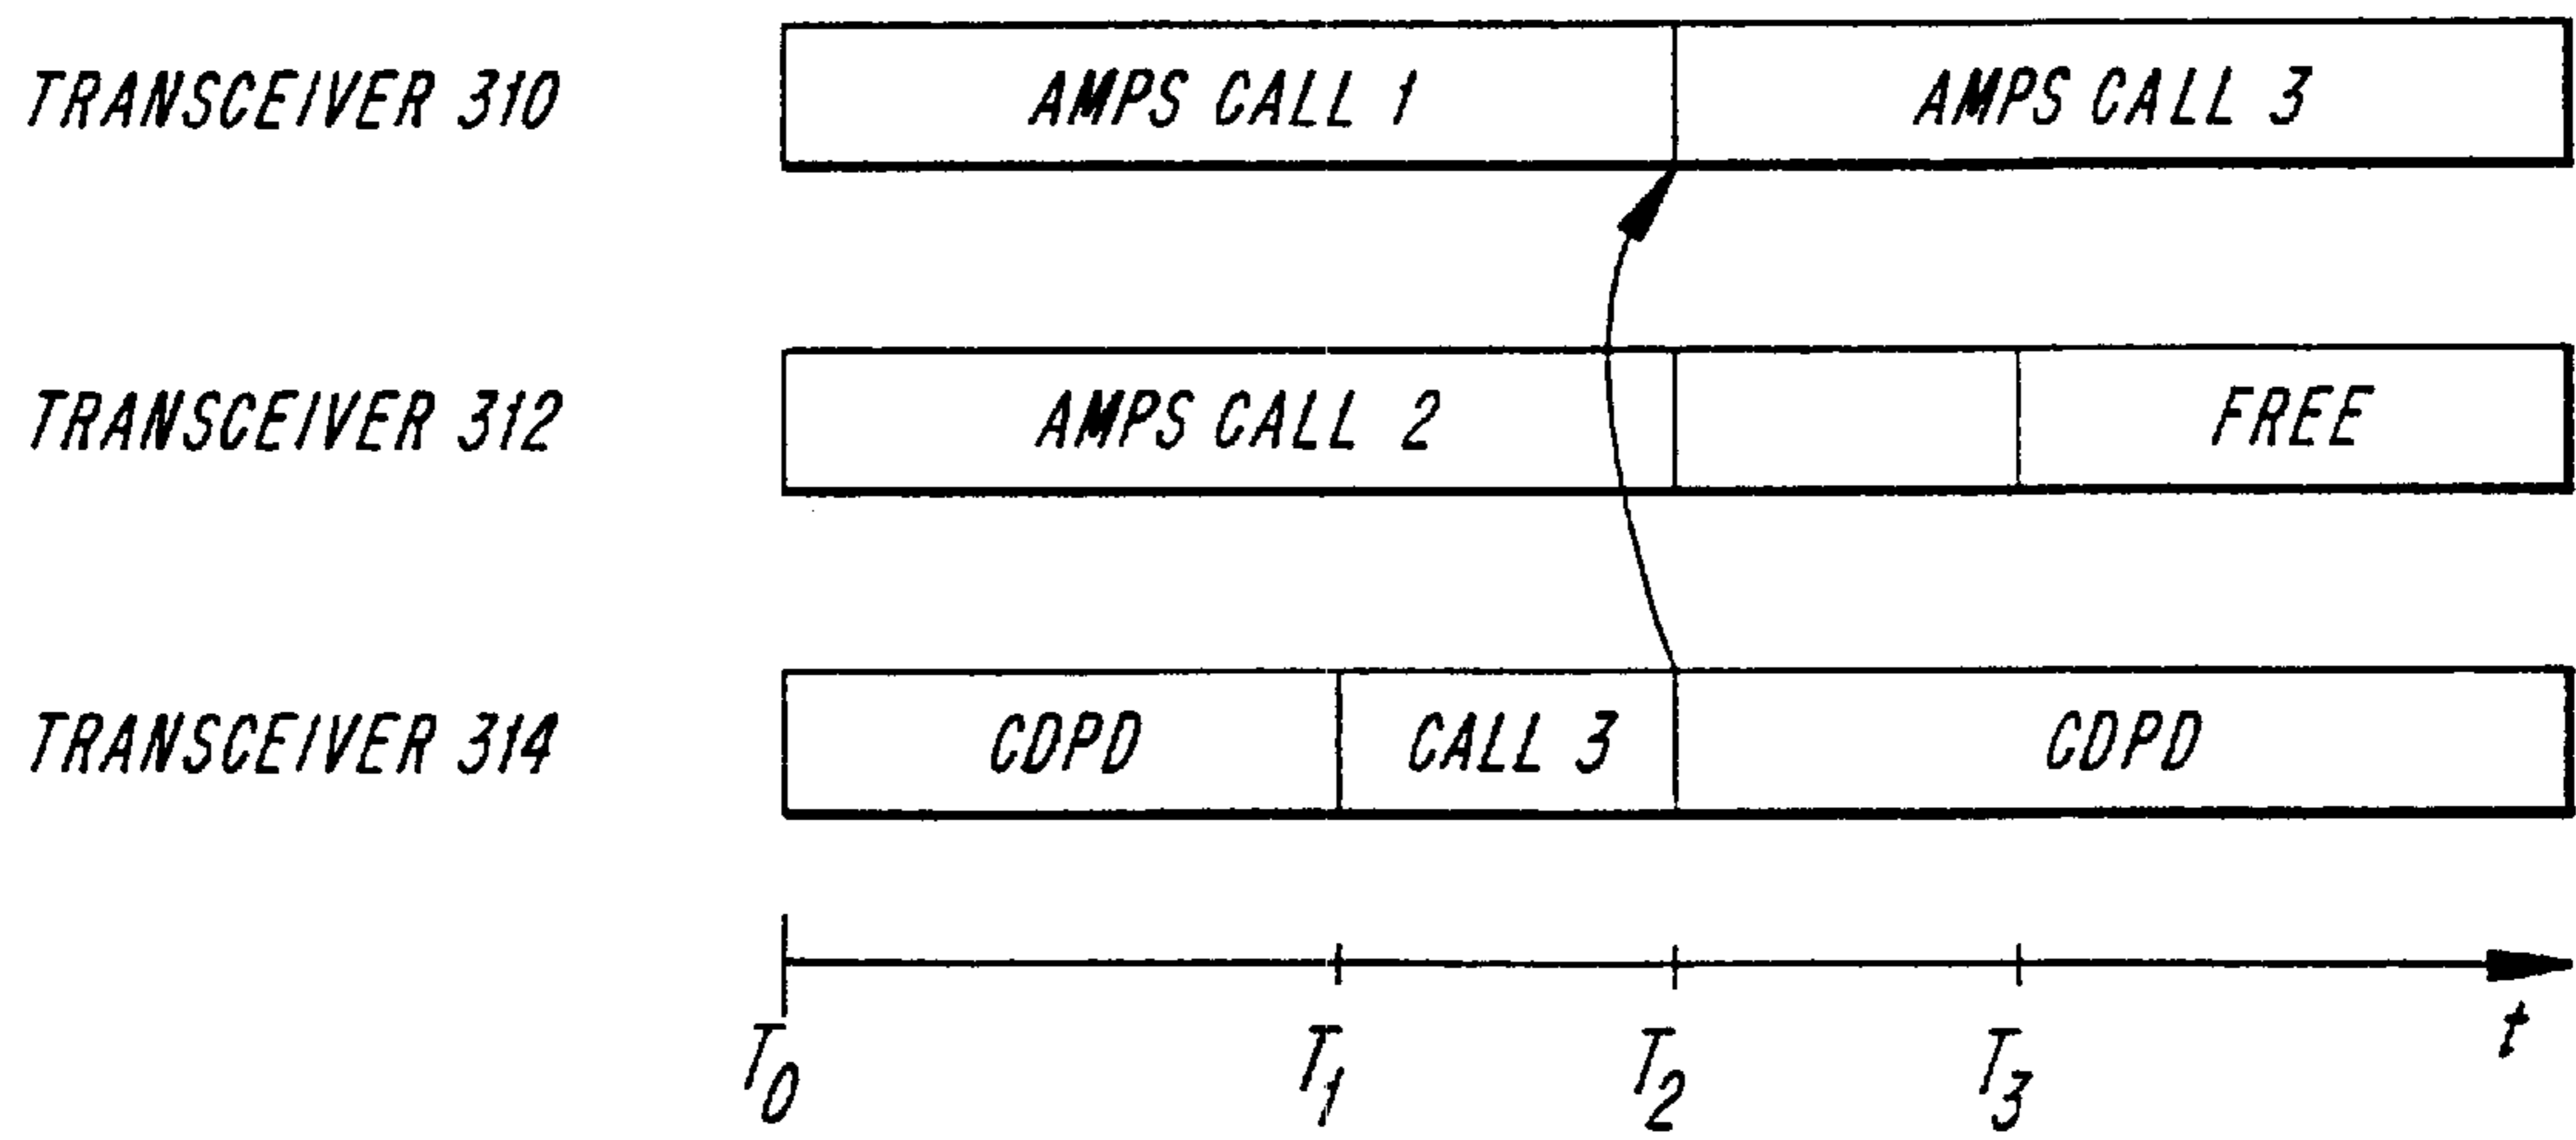 TRANSCEIVER 310 AMPS CALL 1 AMPS CALL 3
TRANSCEIVER 312 AMPS CALL 2 FREE
TRANSCEIVER 314 CDPD CALL 3 CDPD
T0 T1 T2 T3 t